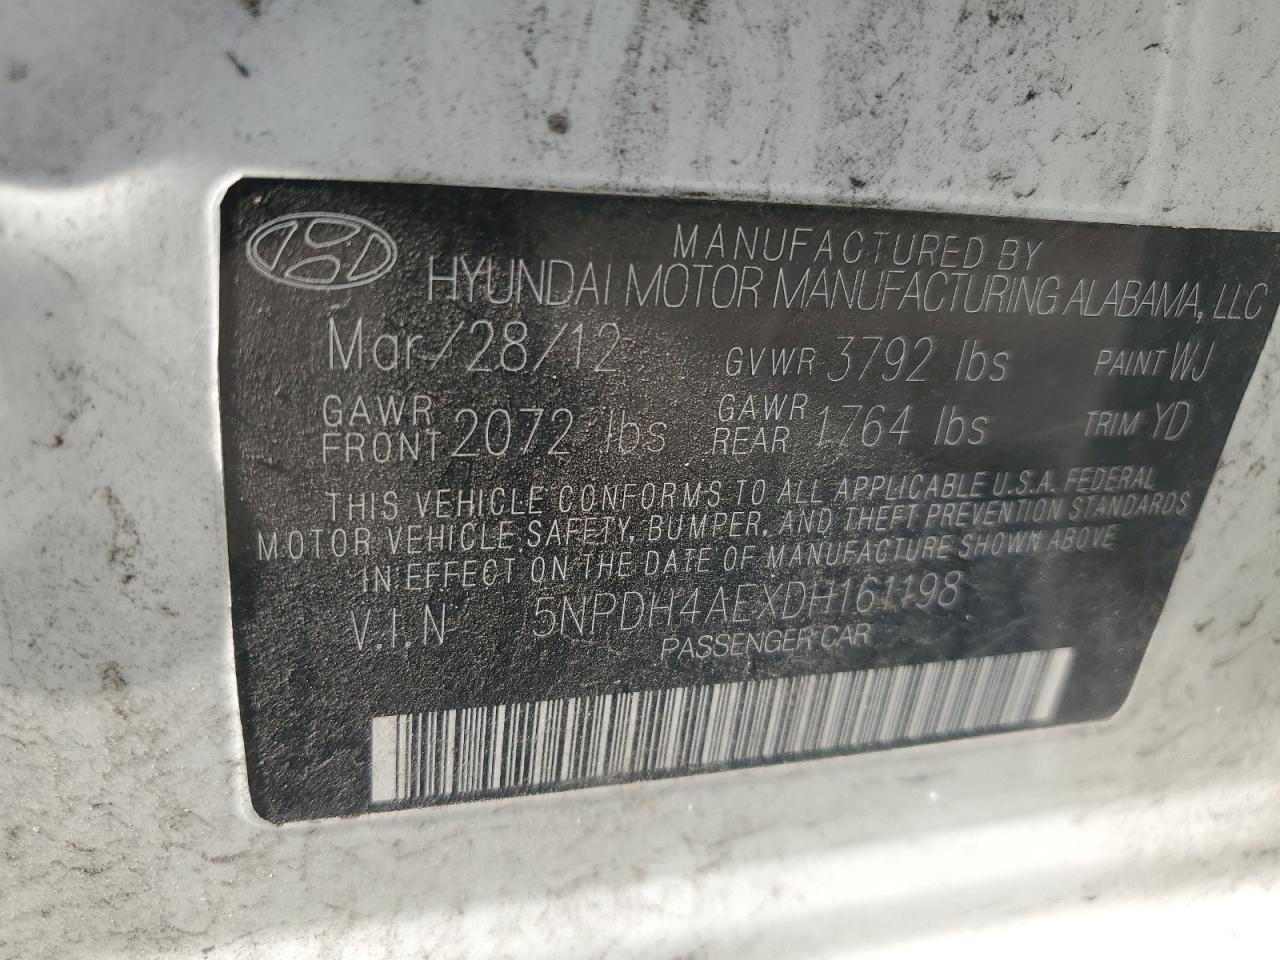 MANUFACTURED BY
HYUNDAI MOTOR MANUFACTURING ALABAMA, LLC
Mar/28/12 GVWR 3792 lbs PAINT WJ
GAWR FRONT 2072 lbs GAWR REAR 1764 lbs TRIM YD
THIS VEHICLE CONFORMS TO ALL APPLICABLE U.S.A. FEDERAL
MOTOR VEHICLE SAFETY, BUMPER, AND THEFT PREVENTION STANDARDS
IN EFFECT ON THE DATE OF MANUFACTURE SHOWN ABOVE
V.I.N 5NPDH4AEXDH161198
PASSENGER CAR